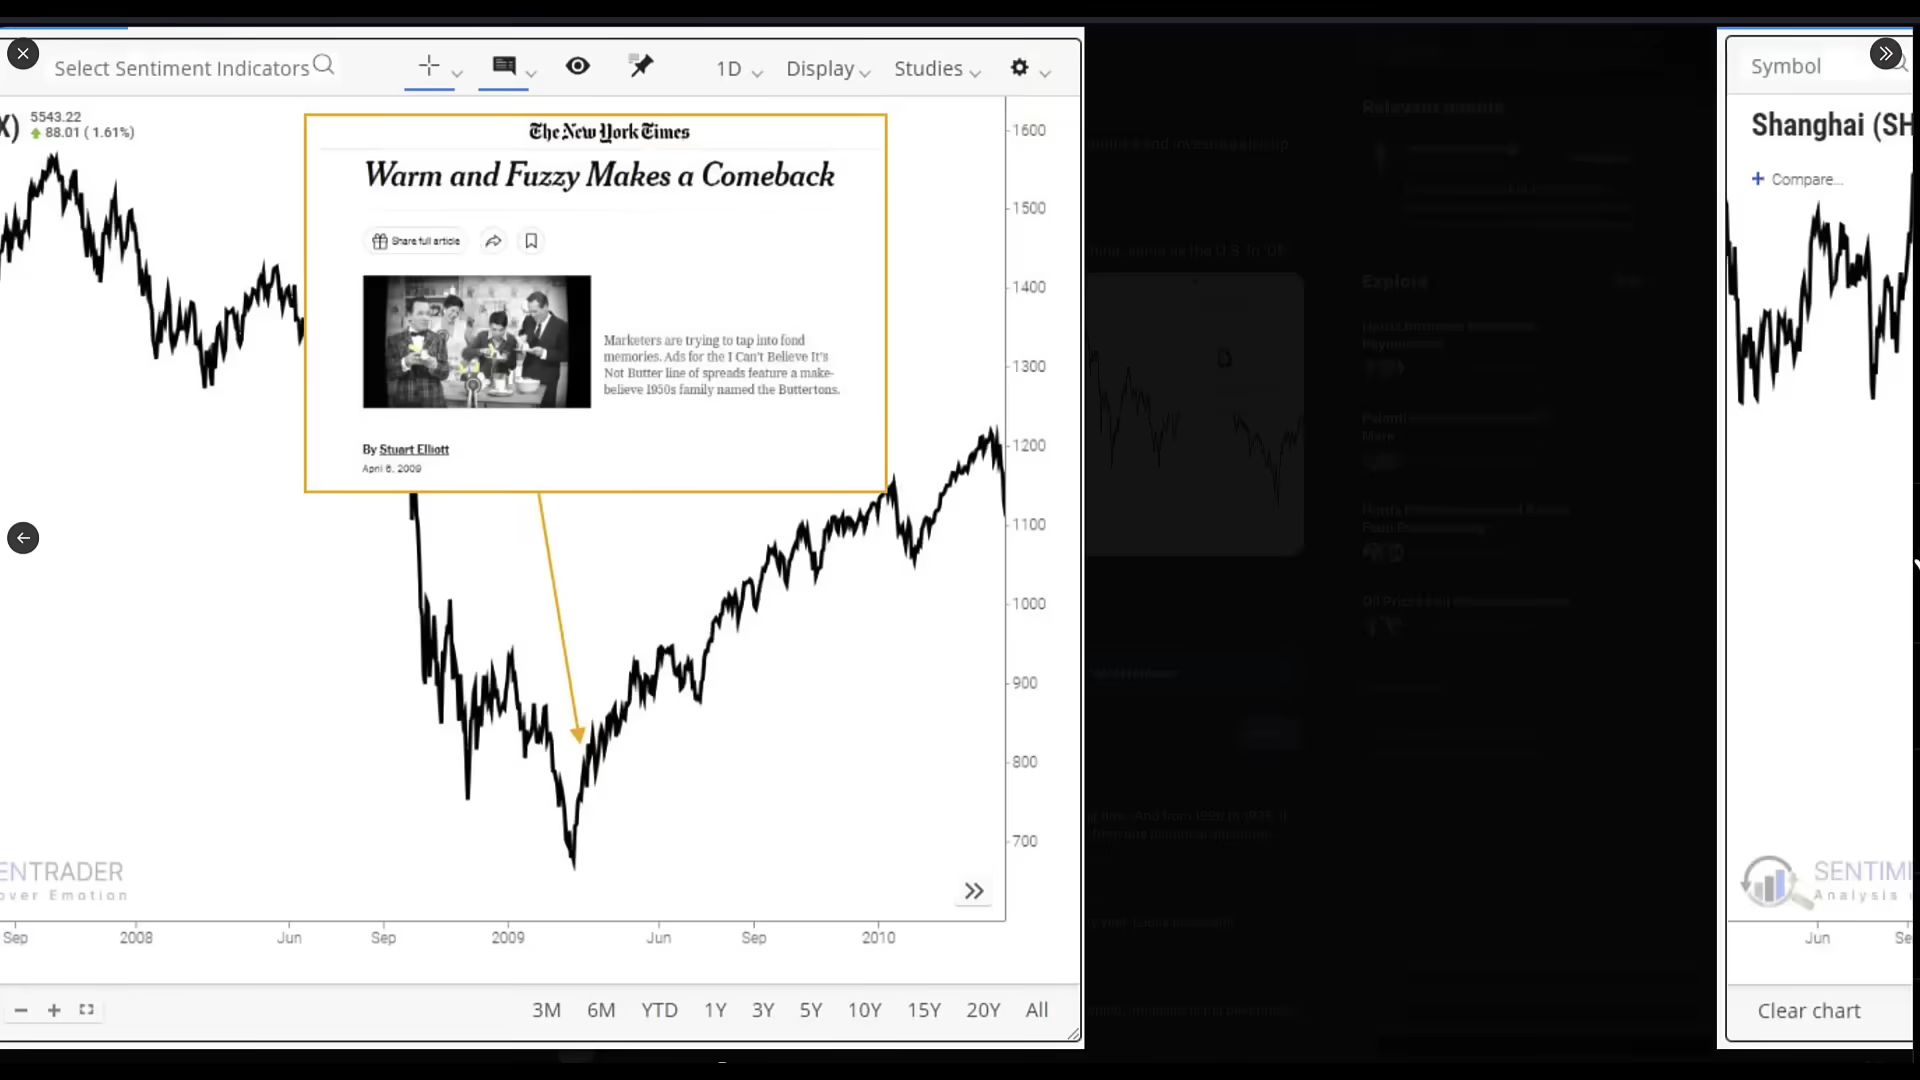 Select Sentiment Indicators
1D
Display
Studies
X)
5543.22
88.01 ( 1.61%)
The New York Times
Warm and Fuzzy Makes a Comeback
Share full article
Marketers are trying to tap into fond
memories. Ads for the I Can't Believe It's
Not Butter line of spreads feature a make-
believe 1950s family named the Buttertons.
By Stuart Elliott
April 6, 2009
1600
1500
1400
1300
1200
1100
1000
900
800
700
ENTRADER
over Emotion
Sep
2008
Jun
Sep
2009
Jun
Sep
2010
3M
6M
YTD
1Y
3Y
5Y
10Y
15Y
20Y
All
Explore
Symbol
Shanghai (SH
+ Compare...
SENTIM
Analysis
Jun
Se
Clear chart